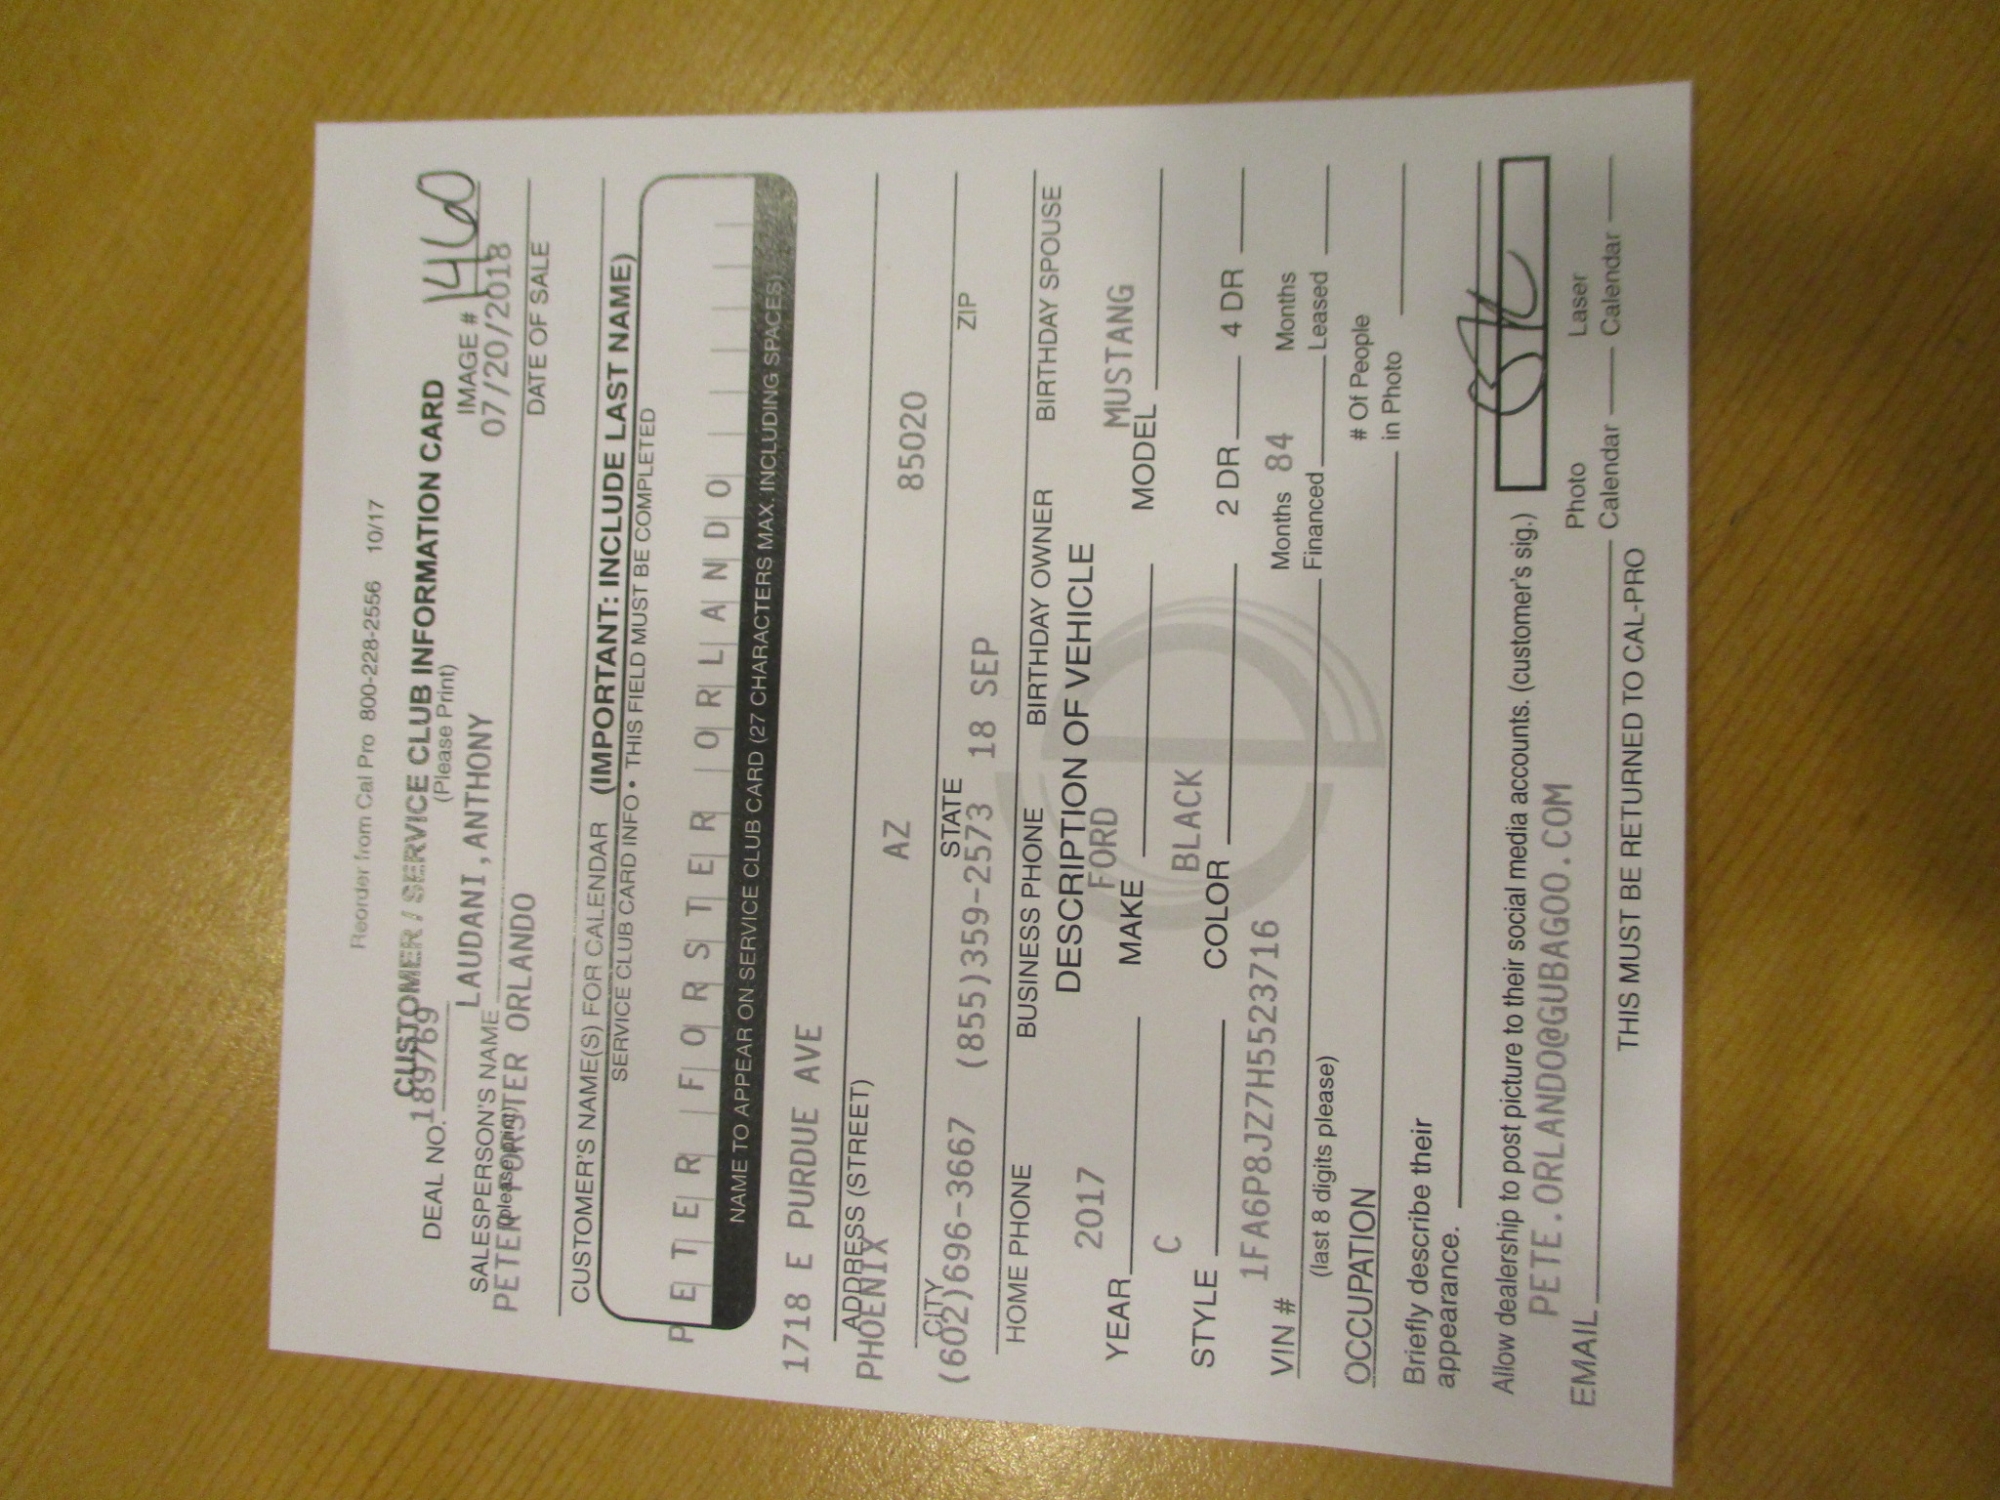 Reorder from Cal Pro 800-228-2556 10/17
CUSTOMER / SERVICE CLUB INFORMATION CARD
(Please Print)
DEAL NO. 1897769
IMAGE # 1460
SALESPERSON'S NAME LAUDANI, ANTHONY 07/20/2018
(please print) DATE OF SALE
PETER FORSTER ORLANDO
CUSTOMER'S NAME(S) FOR CALENDAR (IMPORTANT: INCLUDE LAST NAME)
SERVICE CLUB CARD INFO • THIS FIELD MUST BE COMPLETED
PETER FORSTER ORLANDO
NAME TO APPEAR ON SERVICE CLUB CARD (27 CHARACTERS MAX. INCLUDING SPACES)
1718 E PURDUE AVE
ADDRESS (STREET)
PHOENIX AZ 85020
CITY STATE ZIP
(602)696-3667 (855)359-2573 18 SEP
HOME PHONE BUSINESS PHONE BIRTHDAY OWNER BIRTHDAY SPOUSE
DESCRIPTION OF VEHICLE
YEAR 2017 MAKE FORD MODEL MUSTANG
STYLE C COLOR BLACK 2 DR 4 DR
VIN # 1FA6P8JZ7H5523716 Months Financed 84 Months Leased
(last 8 digits please)
OCCUPATION # Of People in Photo
Briefly describe their
appearance.
Allow dealership to post picture to their social media accounts. (customer's sig.)
EMAIL PETE.ORLANDO@GUBAGOO.COM Photo Calendar Laser Calendar
THIS MUST BE RETURNED TO CAL-PRO